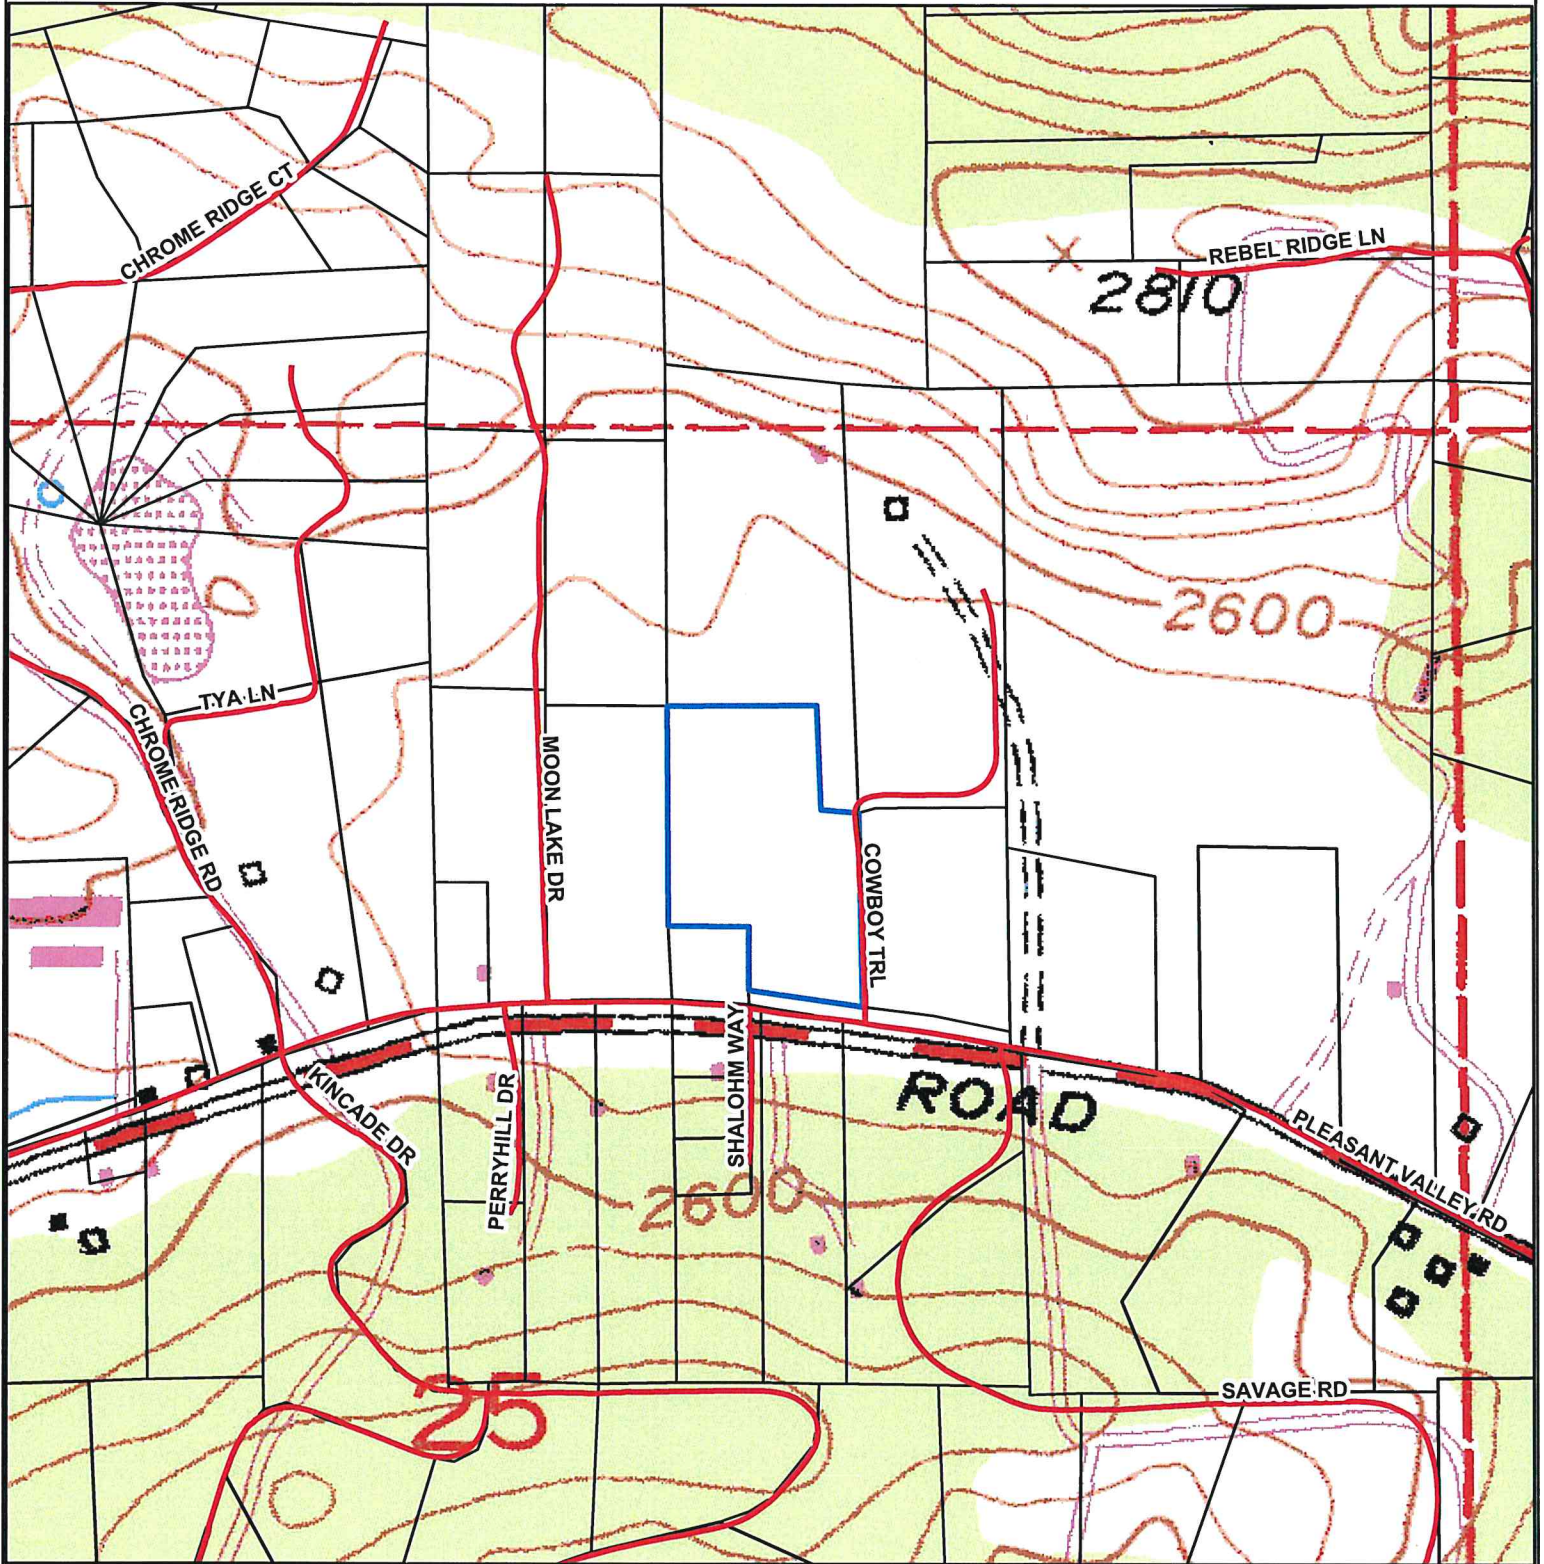 CHROME RIDGE CT
REBEL RIDGE LN
2810
2600
TYA LN
CHROME RIDGE RD
MOON LAKE DR
COWBOY TRL
SHALOHM WAY
KINCADE DR
PERRYHILL DR
ROAD
PLEASANT VALLEY RD
2600
SAVAGE RD
25